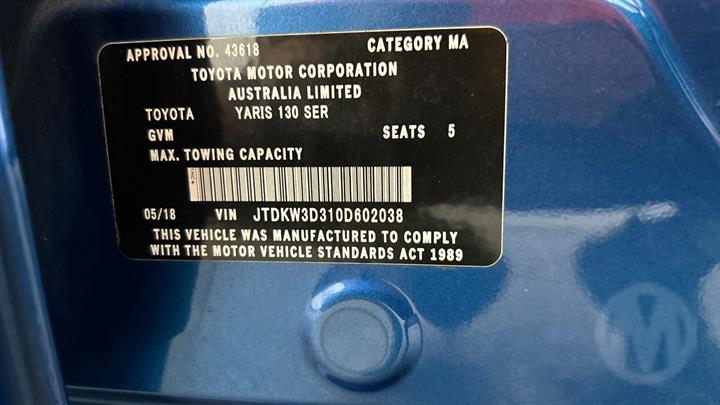 APPROVAL NO. 43618 CATEGORY MA
TOYOTA MOTOR CORPORATION
AUSTRALIA LIMITED
TOYOTA YARIS 130 SER
GVM SEATS 5
MAX. TOWING CAPACITY
05/18 VIN JTDKW3D310D602038
THIS VEHICLE WAS MANUFACTURED TO COMPLY
WITH THE MOTOR VEHICLE STANDARDS ACT 1989
M